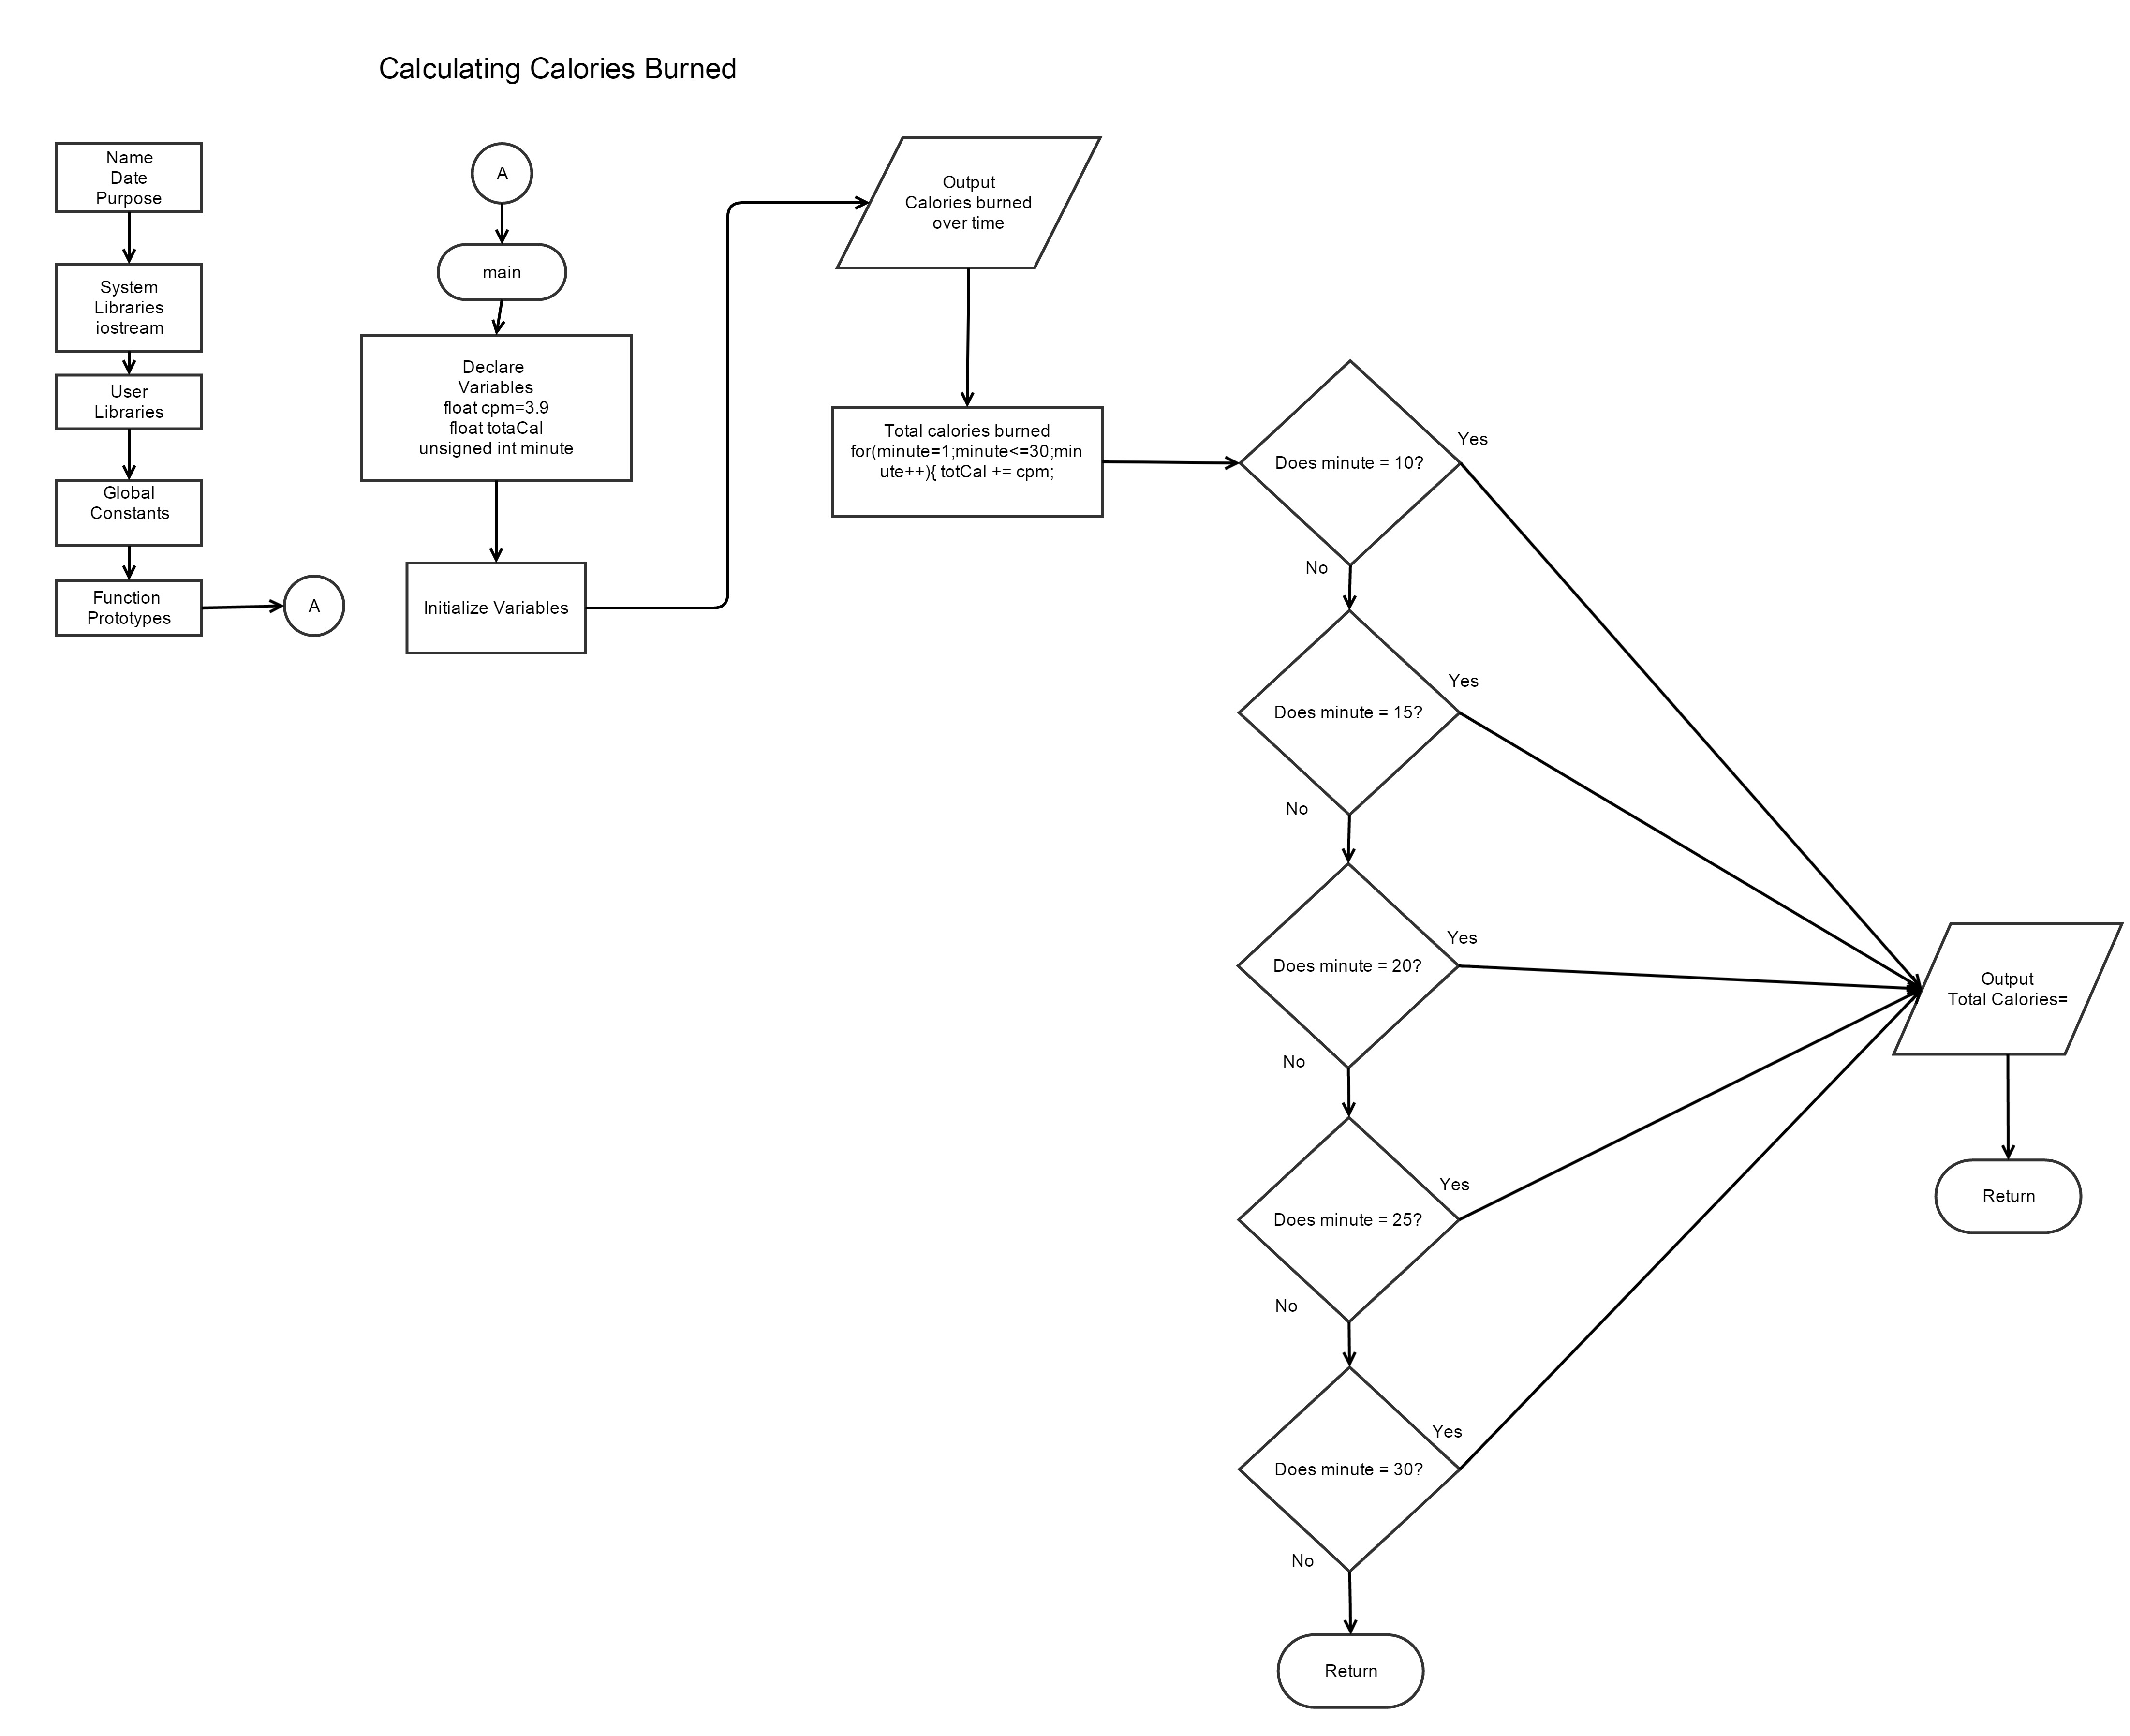 Calculating Calories Burned
Name
Date
Purpose
System
Libraries
iostream
User
Libraries
Global
Constants
Function
Prototypes
A
A
main
Declare
Variables
float cpm=3.9
float totaCal
unsigned int minute
Initialize Variables
Output
Calories burned
over time
Total calories burned
for(minute=1;minute<=30;min
ute++){ totCal += cpm;
Does minute = 10?
Yes
No
Does minute = 15?
Yes
No
Does minute = 20?
Yes
No
Does minute = 25?
Yes
No
Does minute = 30?
Yes
No
Return
Output
Total Calories=
Return